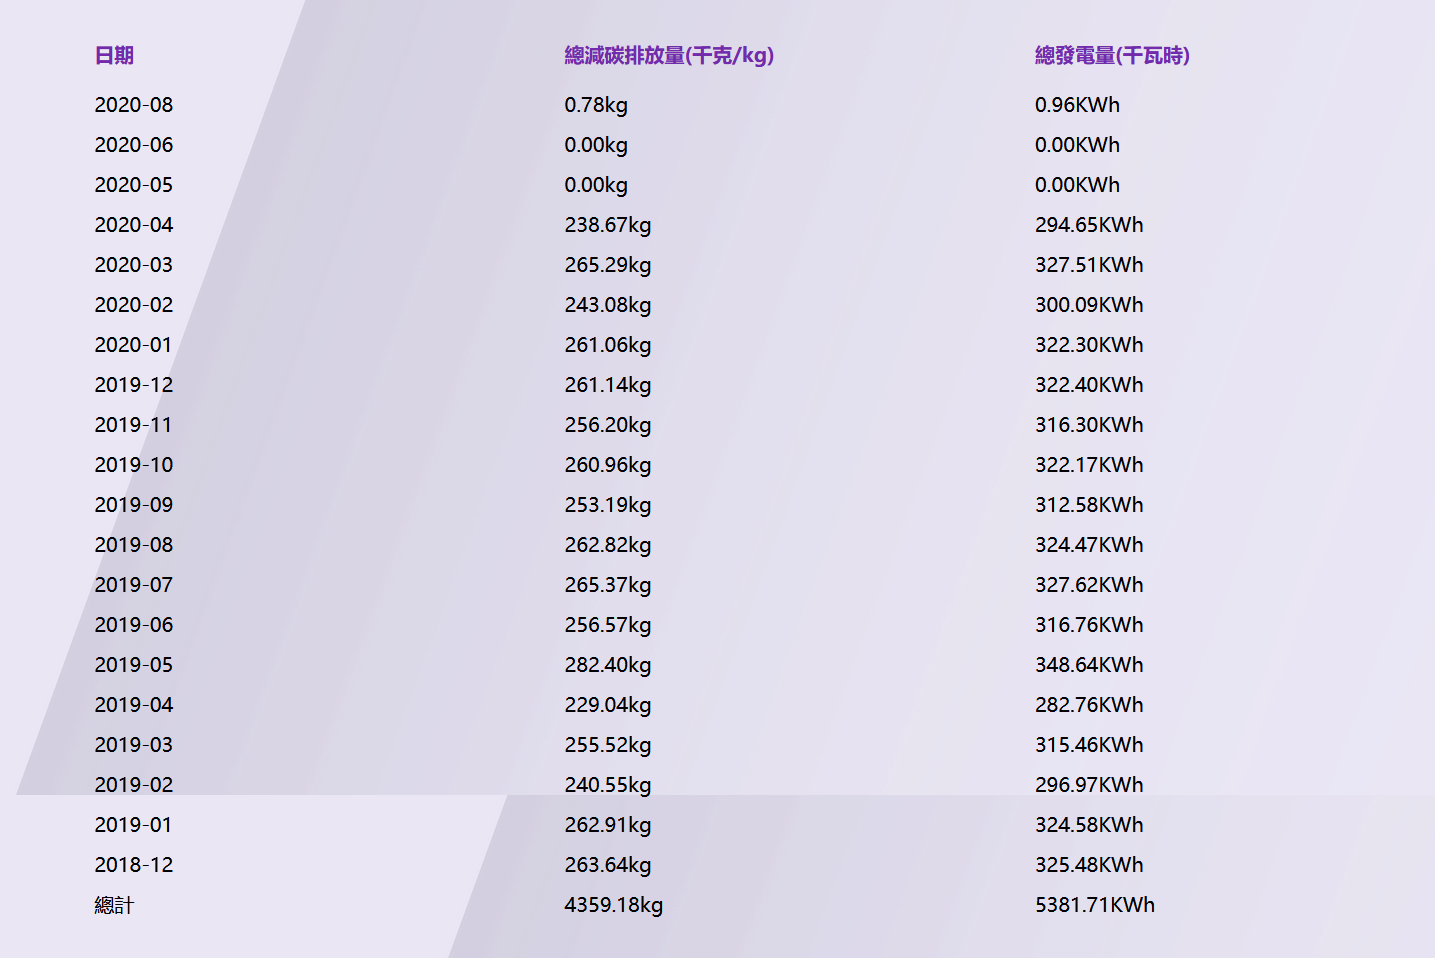 日期 總減碳排放量(千克/kg) 總發電量(千瓦時)
2020-08 0.78kg 0.96KWh
2020-06 0.00kg 0.00KWh
2020-05 0.00kg 0.00KWh
2020-04 238.67kg 294.65KWh
2020-03 265.29kg 327.51KWh
2020-02 243.08kg 300.09KWh
2020-01 261.06kg 322.30KWh
2019-12 261.14kg 322.40KWh
2019-11 256.20kg 316.30KWh
2019-10 260.96kg 322.17KWh
2019-09 253.19kg 312.58KWh
2019-08 262.82kg 324.47KWh
2019-07 265.37kg 327.62KWh
2019-06 256.57kg 316.76KWh
2019-05 282.40kg 348.64KWh
2019-04 229.04kg 282.76KWh
2019-03 255.52kg 315.46KWh
2019-02 240.55kg 296.97KWh
2019-01 262.91kg 324.58KWh
2018-12 263.64kg 325.48KWh
總計 4359.18kg 5381.71KWh